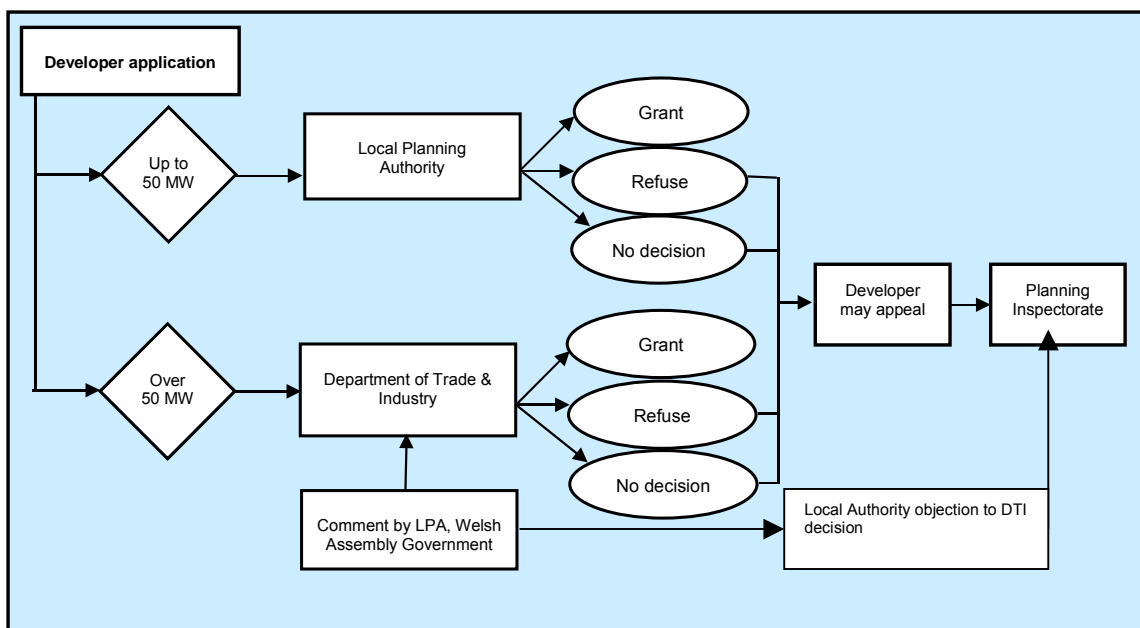 Developer application
Up to
50 MW
Local Planning
Authority
Grant
Refuse
No decision
Developer
may appeal
Planning
Inspectorate
Over
50 MW
Department of Trade &
Industry
Grant
Refuse
No decision
Comment by LPA, Welsh
Assembly Government
Local Authority objection to DTI
decision